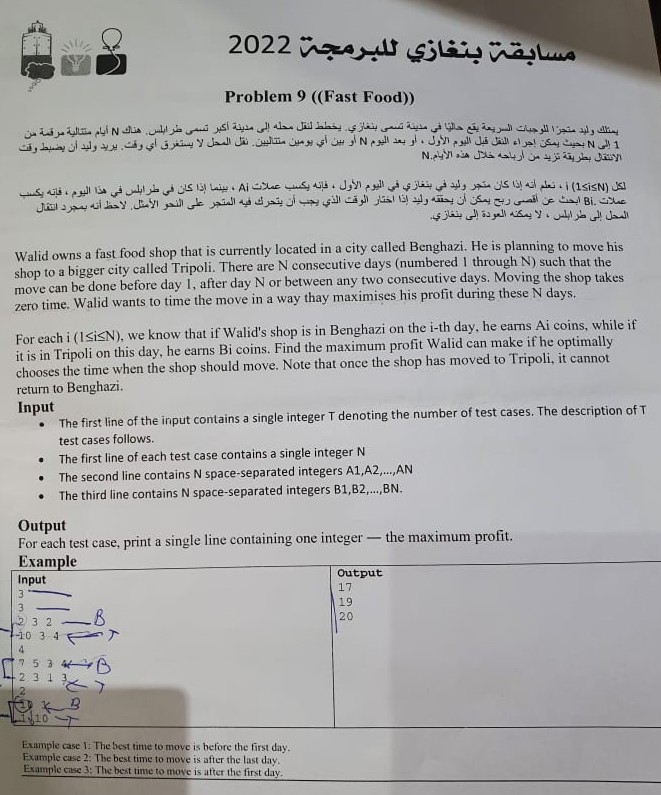 مسابقة بنغازي للبرمجة 2022
Problem 9 ((Fast Food))
يمتلك وليد متجرًا للوجبات السريعة يقع حاليًا في مدينة تسمى بنغازي. يخطط لنقل محله إلى مدينة أكبر تسمى طرابلس. هناك N أيام متتالية مرقمة من
1 إلى N بحيث يمكن إجراء النقل قبل اليوم الأول ، أو بعد اليوم N أو بين أي يومين متتاليين. نقل المحل لا يستغرق أي وقت. يريد وليد أن يضبط وقت
الانتقال بطريقة تزيد من أرباحه خلال هذه الأيام N.
لكل i (1≤i≤N) ، نعلم أنه إذا كان متجر وليد في بنغازي في اليوم الأول ، فإنه يكسب عملات Ai ، بينما إذا كان في طرابلس في هذا اليوم ، فإنه يكسب
عملات Bi. ابحث عن أقصى ربح يمكن أن يحققه وليد إذا اختار الوقت الذي يجب أن يتحرك فيه المتجر على النحو الأمثل. لاحظ أنه بمجرد انتقال
المحل إلى طرابلس ، لا يمكنه العودة إلى بنغازي.
Walid owns a fast food shop that is currently located in a city called Benghazi. He is planning to move his
shop to a bigger city called Tripoli. There are N consecutive days (numbered 1 through N) such that the
move can be done before day 1, after day N or between any two consecutive days. Moving the shop takes
zero time. Walid wants to time the move in a way thay maximises his profit during these N days.
For each i (1≤i≤N), we know that if Walid's shop is in Benghazi on the i-th day, he earns Ai coins, while if
it is in Tripoli on this day, he earns Bi coins. Find the maximum profit Walid can make if he optimally
chooses the time when the shop should move. Note that once the shop has moved to Tripoli, it cannot
return to Benghazi.
Input
• The first line of the input contains a single integer T denoting the number of test cases. The description of T
test cases follows.
• The first line of each test case contains a single integer N
• The second line contains N space-separated integers A1,A2,...,AN
• The third line contains N space-separated integers B1,B2,...,BN.
Output
For each test case, print a single line containing one integer — the maximum profit.
Example
Input
Output
3
17
3
19
2 3 2 B
20
10 3 4 T
4
7 5 3 4 B
2 3 1 3 T
2
B
1 10 T
Example case 1: The best time to move is before the first day.
Example case 2: The best time to move is after the last day.
Example case 3: The best time to move is after the first day.